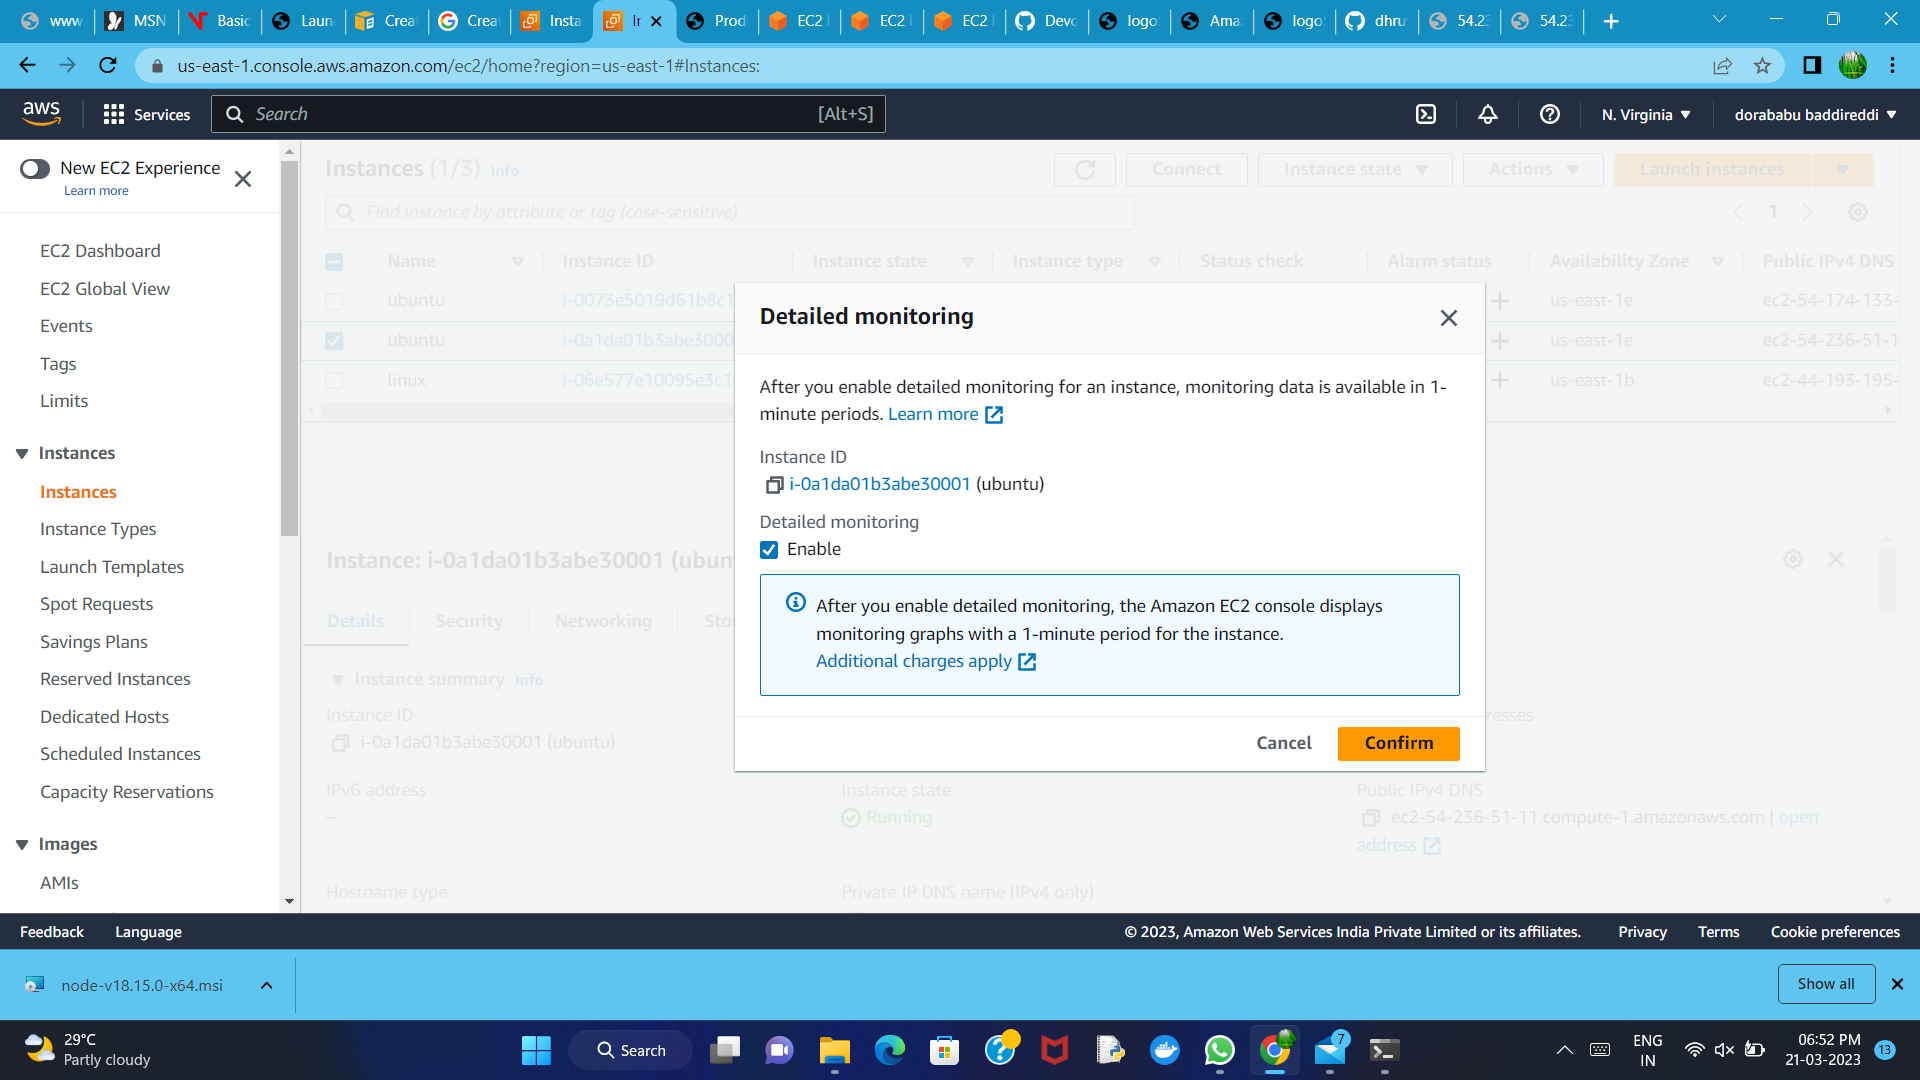 www
MSN
Basic
Laun
Crea
Crea
Insta
In
Prod
EC2
EC2
EC2
Devo
logo
Ama
logo
dhru
54.23
54.23
us-east-1.console.aws.amazon.com/ec2/home?region=us-east-1#Instances:
aws
Services
Search
[Alt+S]
N. Virginia
dorababu baddireddi
New EC2 Experience
Learn more
EC2 Dashboard
EC2 Global View
Events
Tags
Limits
Instances
Instances
Instance Types
Launch Templates
Spot Requests
Savings Plans
Reserved Instances
Dedicated Hosts
Scheduled Instances
Capacity Reservations
Images
AMIs
Instances (1/3) Info
Connect
Instance state
Actions
Launch instances
Find instance by attribute or tag (case-sensitive)
1
Name Instance ID Instance state Instance type Status check Alarm status Availability Zone Public IPv4 DNS
ubuntu i-0073e5019d61b8c1 us-east-1e ec2-54-174-133-
ubuntu i-0a1da01b3abe3000 us-east-1e ec2-54-236-51-1
linux i-06e577e10095e3c1 us-east-1b ec2-44-193-195-
Detailed monitoring
After you enable detailed monitoring for an instance, monitoring data is available in 1-
minute periods. Learn more
Instance ID
i-0a1da01b3abe30001 (ubuntu)
Detailed monitoring
Enable
After you enable detailed monitoring, the Amazon EC2 console displays
monitoring graphs with a 1-minute period for the instance.
Additional charges apply
Cancel
Confirm
Instance: i-0a1da01b3abe30001 (ubun
Details
Security
Networking
Sto
Instance summary Info
Instance ID
resses
i-0a1da01b3abe30001 (ubuntu)
IPv6 address
Instance state
Public IPv4 DNS
–
Running
ec2-54-236-51-11.compute-1.amazonaws.com | open
address
Hostname type
Private IP DNS name (IPv4 only)
Feedback
Language
© 2023, Amazon Web Services India Private Limited or its affiliates.
Privacy
Terms
Cookie preferences
node-v18.15.0-x64.msi
Show all
29°C
Partly cloudy
Search
7
ENG
IN
06:52 PM
21-03-2023
13